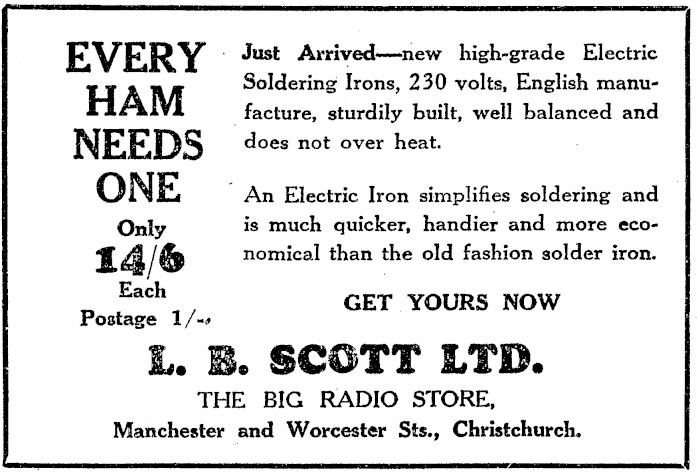 EVERY
HAM
NEEDS
ONE
Only
14/6
Each
Postage 1/-.
Just Arrived—new high-grade Electric
Soldering Irons, 230 volts, English manu-
facture, sturdily built, well balanced and
does not over heat.
An Electric Iron simplifies soldering and
is much quicker, handier and more eco-
nomical than the old fashion solder iron.
GET YOURS NOW
L. B. SCOTT LTD.
THE BIG RADIO STORE,
Manchester and Worcester Sts., Christchurch.